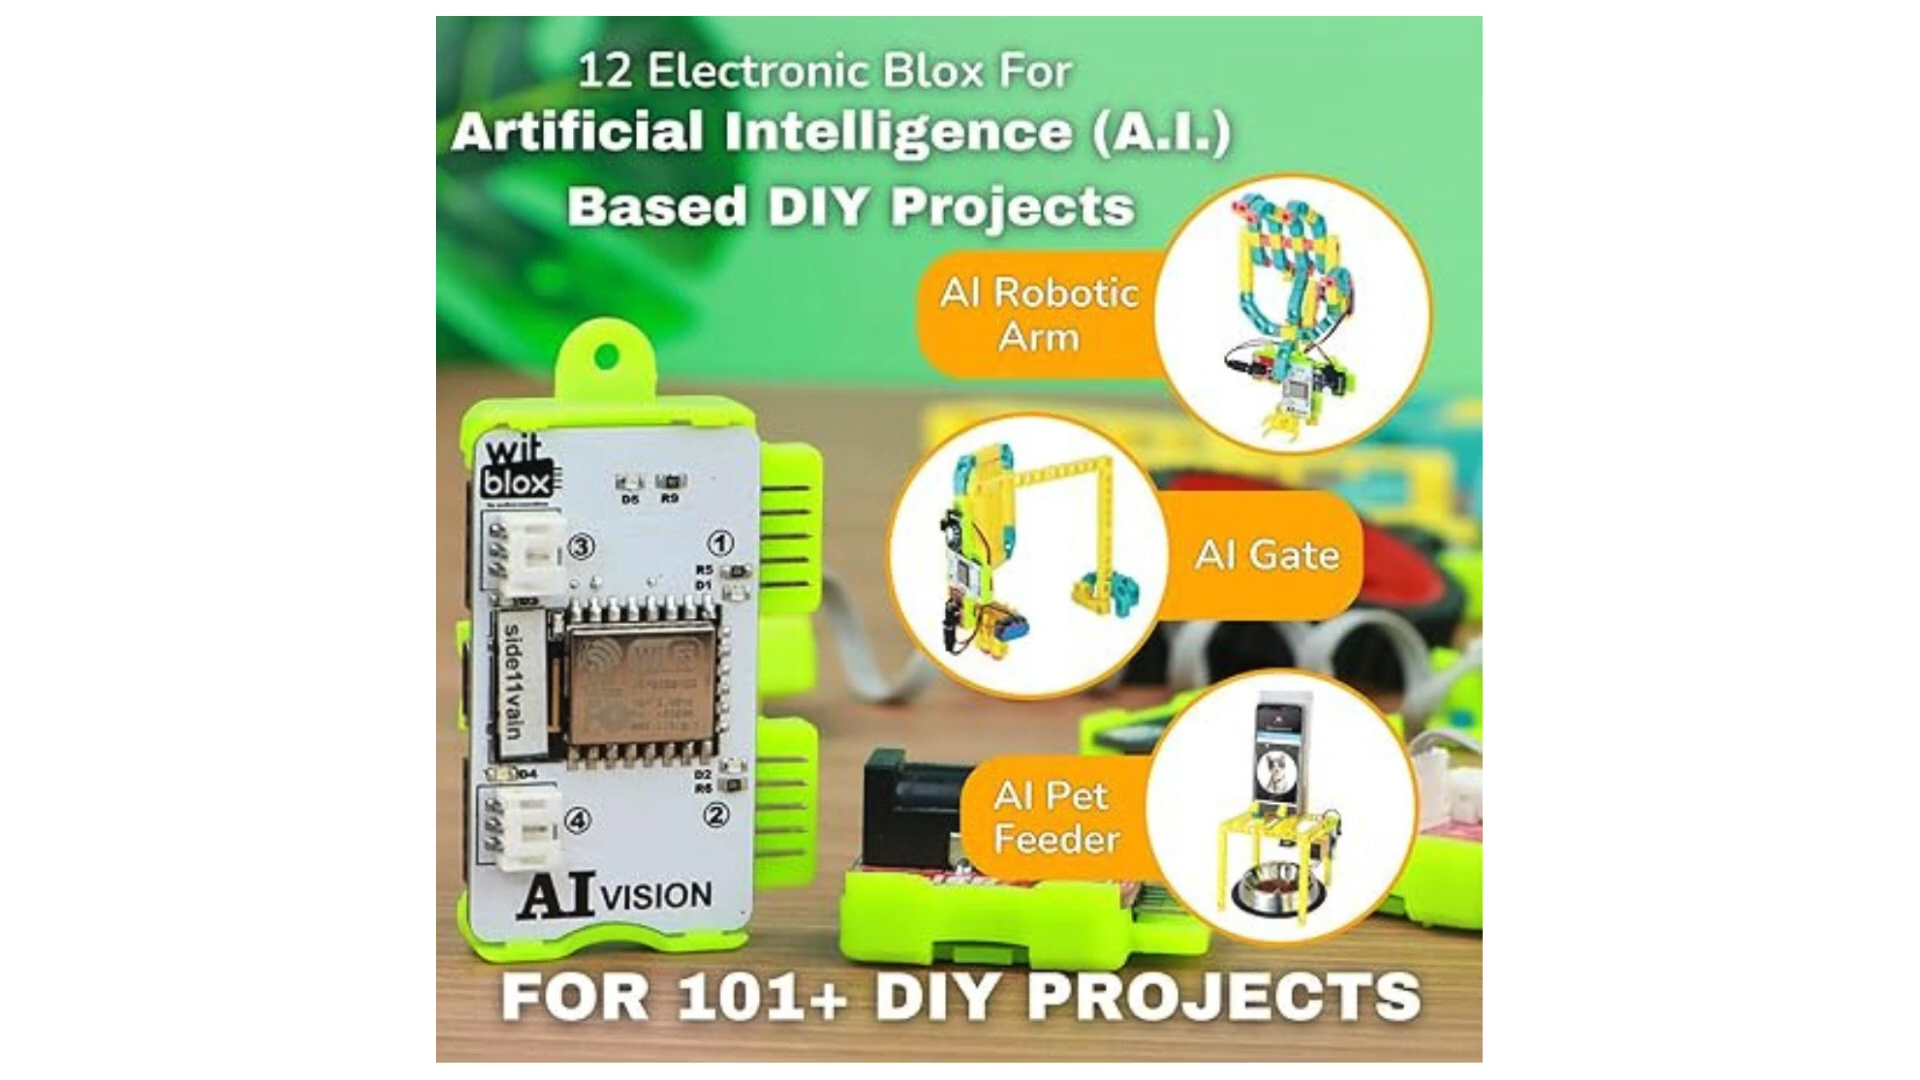 12 Electronic Blox For
Artificial Intelligence (A.I.)
Based DIY Projects
AI Robotic
Arm
AI Gate
AI Pet
Feeder
wit
blox
D5 R9
3
1
R5
D1
side11vain
D4
D2
R6
4
2
AI VISION
FOR 101+ DIY PROJECTS